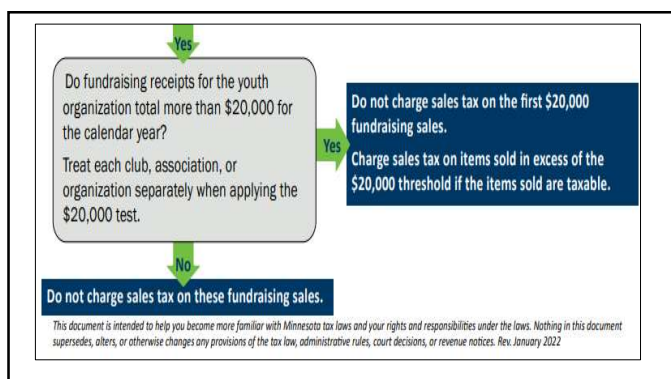 Yes
Do fundraising receipts for the youth
organization total more than $20,000 for
the calendar year?
Treat each club, association, or
organization separately when applying the
$20,000 test.
Yes
Do not charge sales tax on the first $20,000
fundraising sales.
Charge sales tax on items sold in excess of the
$20,000 threshold if the items sold are taxable.
No
Do not charge sales tax on these fundraising sales.
This document is intended to help you become more familiar with Minnesota tax laws and your rights and responsibilities under the laws. Nothing in this document
supersedes, alters, or otherwise changes any provisions of the tax law, administrative rules, court decisions, or revenue notices. Rev. January 2022